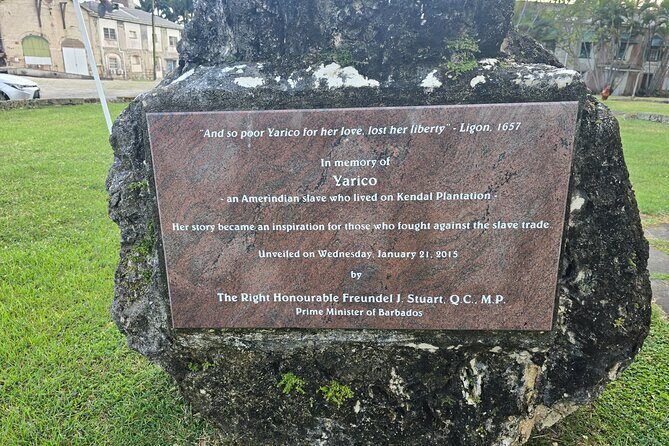 "And so poor Yarico for her love, lost her liberty" - Ligon, 1657
In memory of
Yarico
- an Amerindian slave who lived on Kendal Plantation -
Her story became an inspiration for those who fought against the slave trade.
Unveiled on Wednesday, January 21, 2015
by
The Right Honourable Freundel J. Stuart, Q.C., M.P.
Prime Minister of Barbados